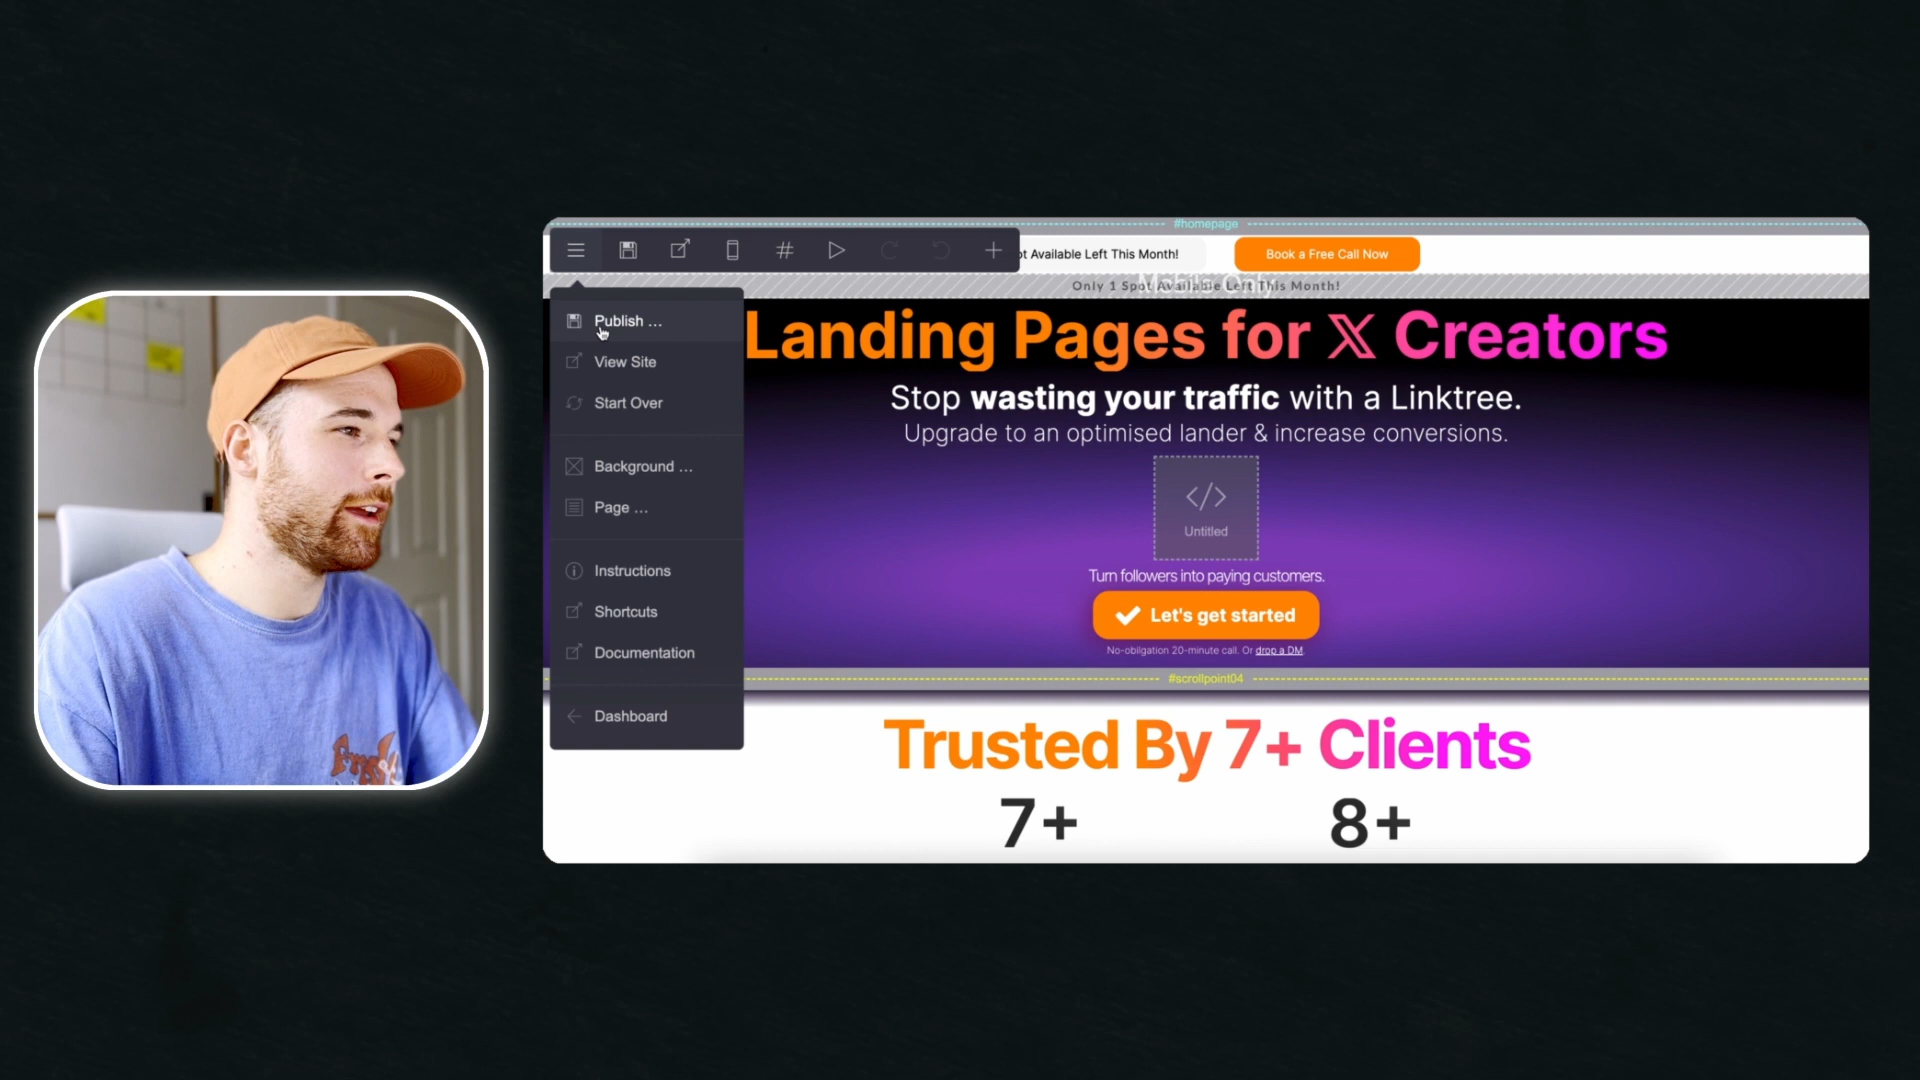 #homepage
ot Available Left This Month!
Book a Free Call Now
Mobile Only
Only 1 Spot Available Left This Month!
Publish ...
View Site
Start Over
Background ...
Page ...
Instructions
Shortcuts
Documentation
Dashboard
Landing Pages for 𝕏 Creators
Stop wasting your traffic with a Linktree.
Upgrade to an optimised lander & increase conversions.
</>
Untitled
Turn followers into paying customers.
Let's get started
No-obligation 20-minute call. Or drop a DM.
#scrollpoint04
Trusted By 7+ Clients
7+
8+